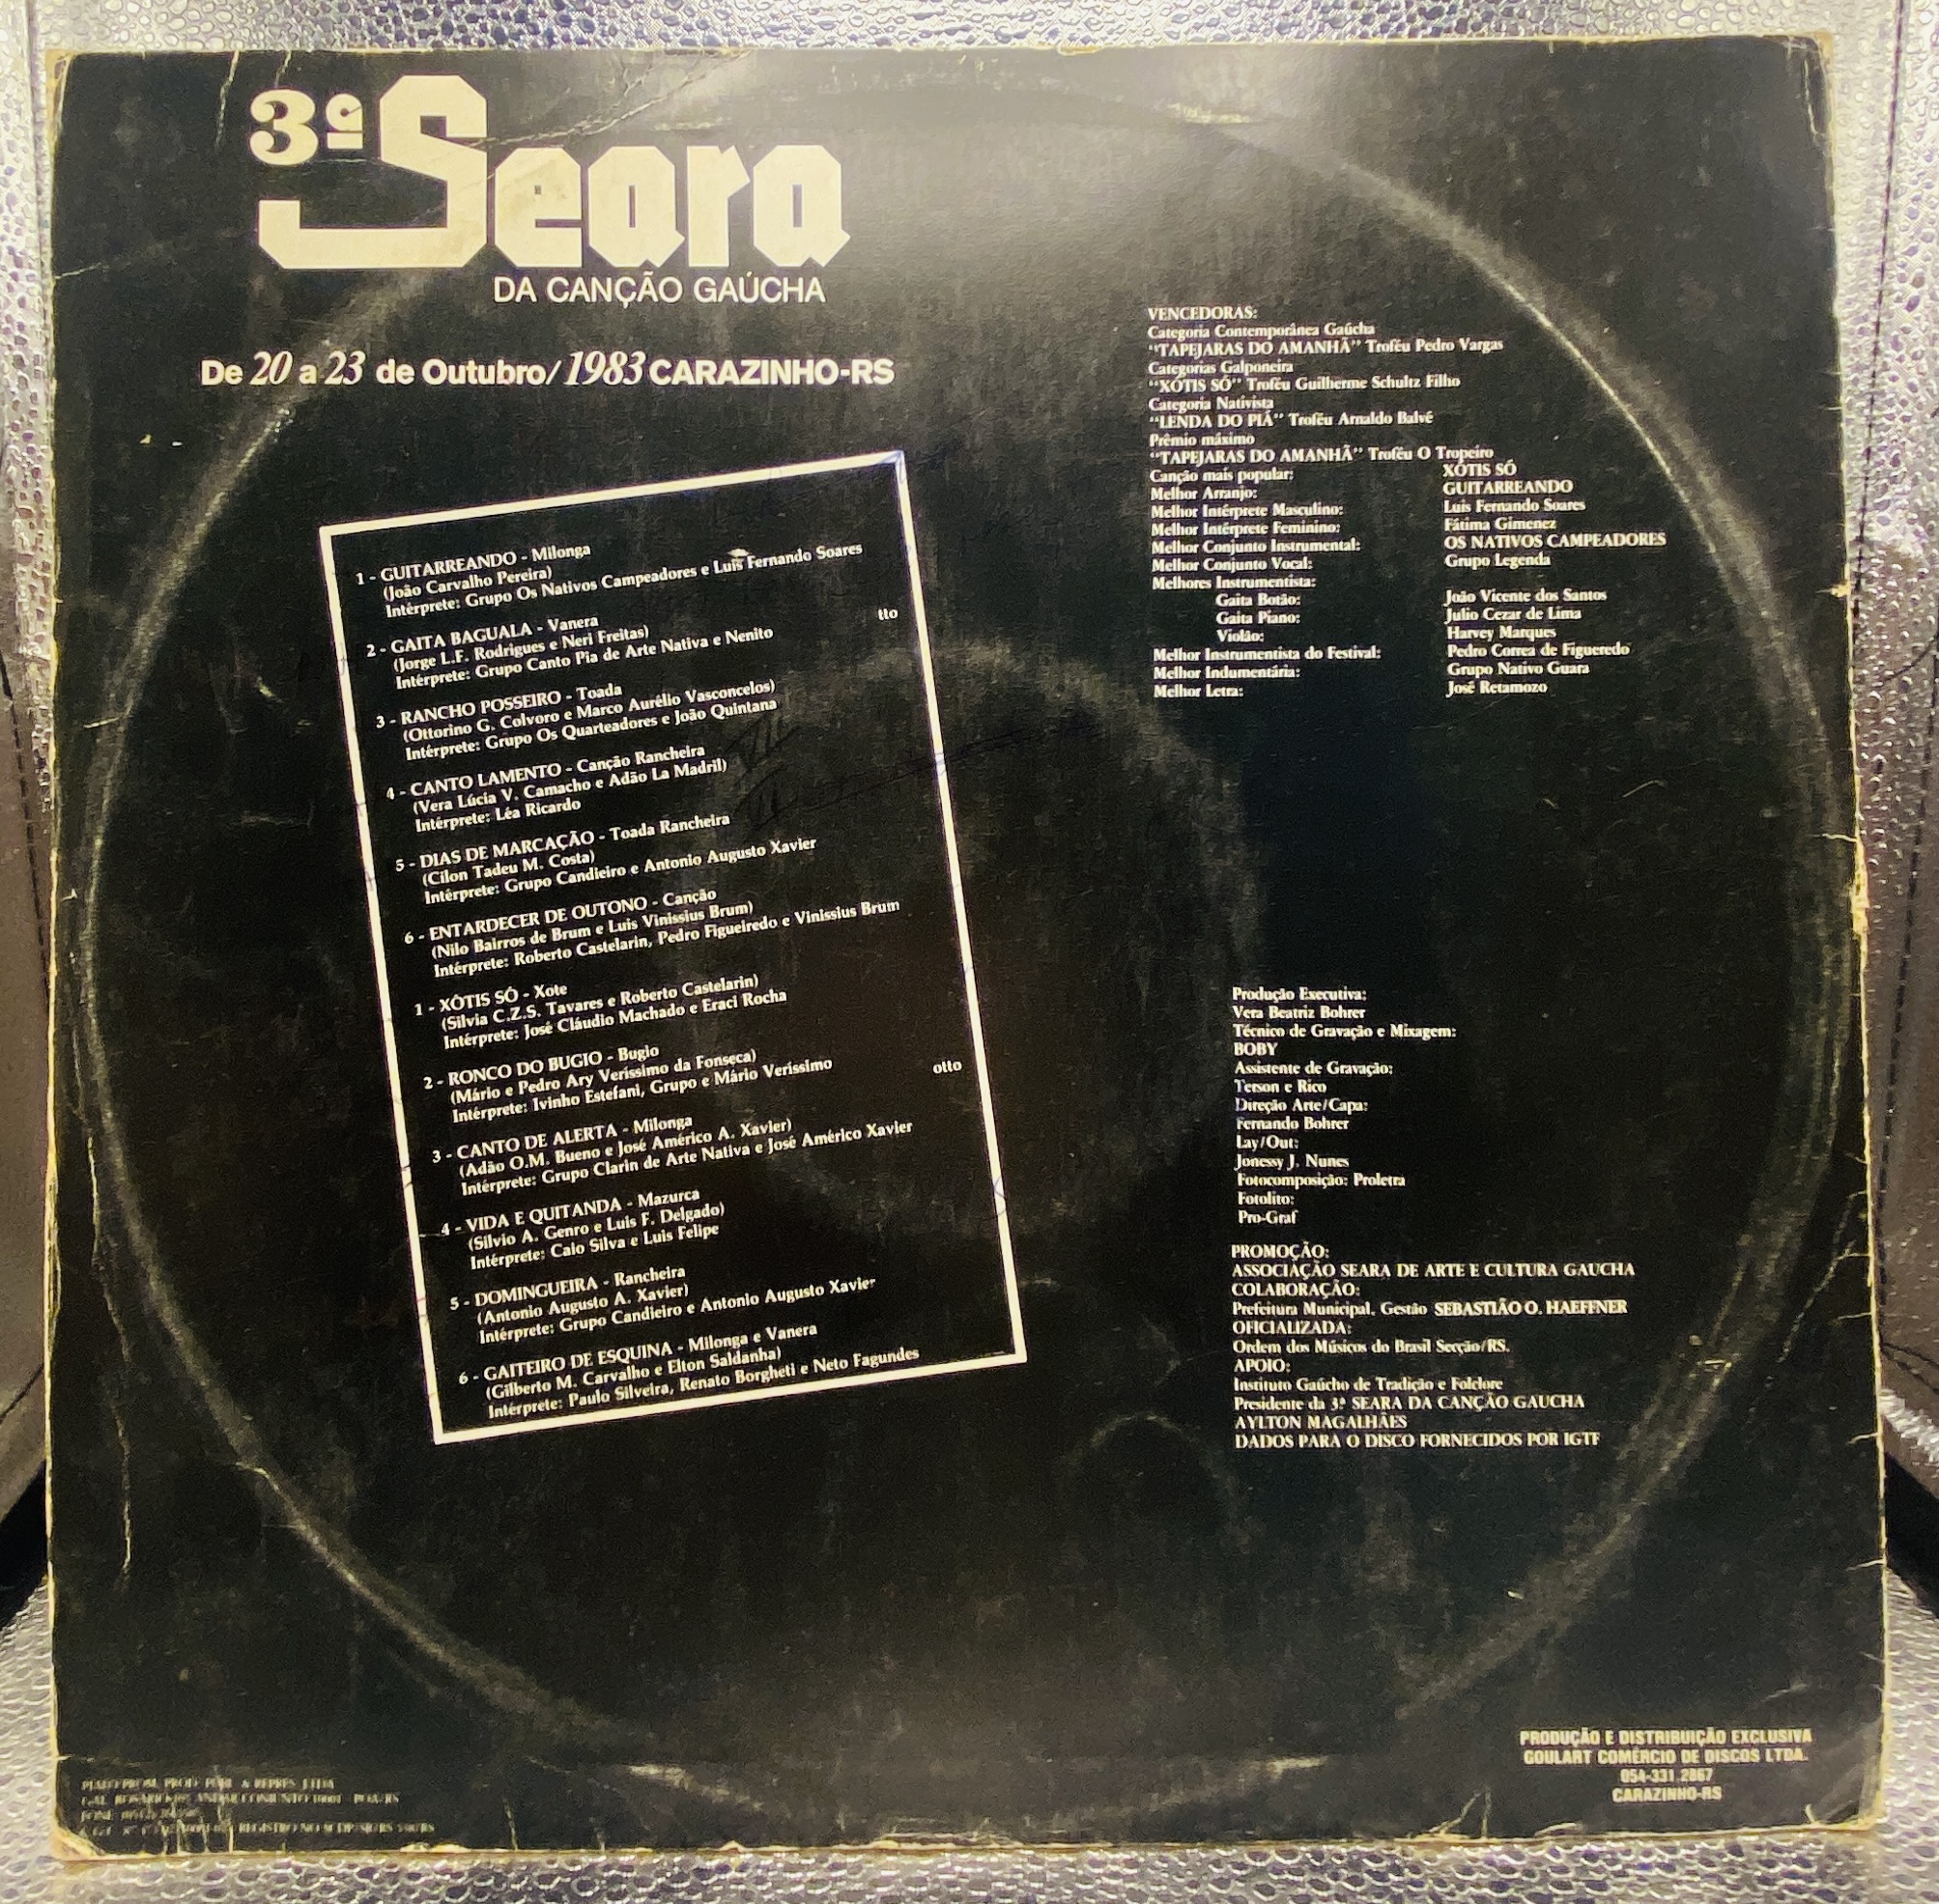 3ª Seara
DA CANÇÃO GAÚCHA
De 20 a 23 de Outubro/1983 CARAZINHO-RS
1 - GUITARREANDO - Milonga
(João Carvalho Pereira)
Intérprete: Grupo Os Nativos Campeadores e Luis Fernando Soares
tto
2 - GAITA BAGUALA - Vanera
(Jorge L.F. Rodrigues e Neri Freitas)
Intérprete: Grupo Canto Pia de Arte Nativa e Nenito
3 - RANCHO POSSEIRO - Toada
(Ottorino G. Colvoro e Marco Aurélio Vasconcelos)
Intérprete: Grupo Os Quarteadores e João Quintana
4 - CANTO LAMENTO - Canção Rancheira
(Vera Lúcia V. Camacho e Adão La Madril)
Intérprete: Léa Ricardo
5 - DIAS DE MARCAÇÃO - Toada Rancheira
(Cilon Tadeu M. Costa)
Intérprete: Grupo Candieiro e Antonio Augusto Xavier
6 - ENTARDECER DE OUTONO - Canção
(Nilo Bairros de Brum e Luis Vinissius Brum)
Intérprete: Roberto Castelarin, Pedro Figueiredo e Vinissius Brum
1 - XÓTIS SÓ - Xote
(Silvia C.Z.S. Tavares e Roberto Castelarin)
Intérprete: José Cláudio Machado e Eraci Rocha
2 - RONCO DO BUGIO - Bugio
(Mário e Pedro Ary Veríssimo da Fonseca)
Intérprete: Ivinho Estefani, Grupo e Mário Veríssimo
otto
3 - CANTO DE ALERTA - Milonga
(Adão O.M. Bueno e José Américo A. Xavier)
Intérprete: Grupo Clarin de Arte Nativa e José Américo Xavier
4 - VIDA E QUITANDA - Mazurca
(Silvio A. Genro e Luis F. Delgado)
Intérprete: Caio Silva e Luis Felipe
5 - DOMINGUEIRA - Rancheira
(Antonio Augusto A. Xavier)
Intérprete: Grupo Candieiro e Antonio Augusto Xavier
6 - GAITEIRO DE ESQUINA - Milonga e Vanera
(Gilberto M. Carvalho e Elton Saldanha)
Intérprete: Paulo Silveira, Renato Borgheti e Neto Fagundes
VENCEDORAS:
Categoria Contemporânea Gaúcha
"TAPEJARAS DO AMANHÃ" Troféu Pedro Vargas
Categorias Galponeira
"XÓTIS SÓ" Troféu Guilherme Schultz Filho
Categoria Nativista
"LENDA DO PIÁ" Troféu Arnaldo Balvé
Prêmio máximo
"TAPEJARAS DO AMANHÃ" Troféu O Tropeiro
Canção mais popular: XÓTIS SÓ
Melhor Arranjo: GUITARREANDO
Melhor Intérprete Masculino: Luis Fernando Soares
Melhor Intérprete Feminino: Fátima Gimenez
Melhor Conjunto Instrumental: OS NATIVOS CAMPEADORES
Melhor Conjunto Vocal: Grupo Legenda
Melhores Instrumentista:
Gaita Botão: João Vicente dos Santos
Gaita Piano: Julio Cezar de Lima
Violão: Harvey Marques
Melhor Instrumentista do Festival: Pedro Correa de Figueredo
Melhor Indumentária: Grupo Nativo Guara
Melhor Letra: José Retamozo
Produção Executiva:
Vera Beatriz Bohrer
Técnico de Gravação e Mixagem:
BOBY
Assistente de Gravação:
Terson e Rico
Direção Arte/Capa:
Fernando Bohrer
Lay/Out:
Jonessy J. Nunes
Fotocomposição: Proletra
Fotolito:
Pro-Graf
PROMOÇÃO:
ASSOCIAÇÃO SEARA DE ARTE E CULTURA GAUCHA
COLABORAÇÃO:
Prefeitura Municipal, Gestão SEBASTIÃO O. HAEFFNER
OFICIALIZADA:
Ordem dos Músicos do Brasil Secção/RS.
APOIO:
Instituto Gaúcho de Tradição e Folclore
Presidente da 3ª SEARA DA CANÇÃO GAUCHA
AYLTON MAGALHÃES
DADOS PARA O DISCO FORNECIDOS POR IGTF
PRODUÇÃO E DISTRIBUIÇÃO EXCLUSIVA
GOULART COMÉRCIO DE DISCOS LTDA.
054-331.2867
CARAZINHO-RS
PROM. PROD. PUBL. & REPRES. LTDA
CONJUNTO POA/RS
FONE:
REGISTRO NO